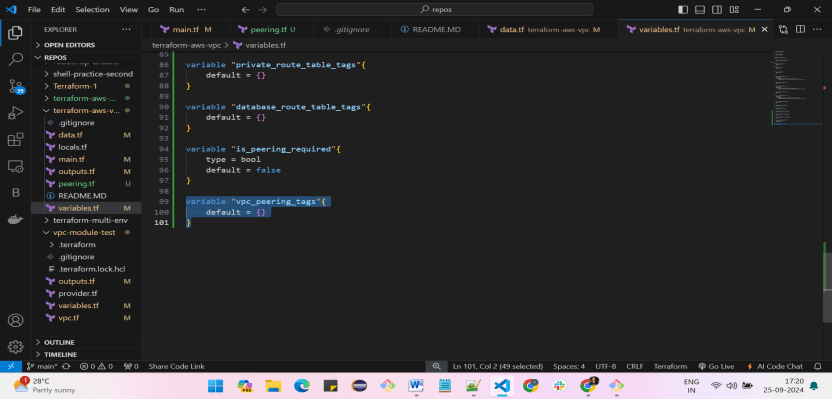 File Edit Selection View Go Run ···
repos
EXPLORER ···
OPEN EDITORS
REPOS
shell-practice-second
Terraform-1
terraform-aws-...
terraform-aws-v...
.gitignore
data.tf M
locals.tf
main.tf M
outputs.tf M
peering.tf U
README.MD
variables.tf M
terraform-multi-env
vpc-module-test
.terraform
.gitignore
.terraform.lock.hcl
outputs.tf M
provider.tf
variables.tf M
vpc.tf M
OUTLINE
TIMELINE
39
main.tf M
peering.tf U
.gitignore
README.MD
data.tf terraform-aws-vpc M
variables.tf terraform-aws-vpc M
terraform-aws-vpc > variables.tf
85
86 variable "private_route_table_tags"{
87 default = {}
88 }
89
90 variable "database_route_table_tags"{
91 default = {}
92 }
93
94 variable "is_peering_required"{
95 type = bool
96 default = false
97 }
98
99 variable "vpc_peering_tags"{
100 default = {}
101 }
main* 0 0 0 Share Code Link Ln 101, Col 2 (49 selected) Spaces: 4 UTF-8 CRLF Terraform Go Live AI Code Chat
1 28°C
Partly sunny
ENG
IN
17:20
25-09-2024